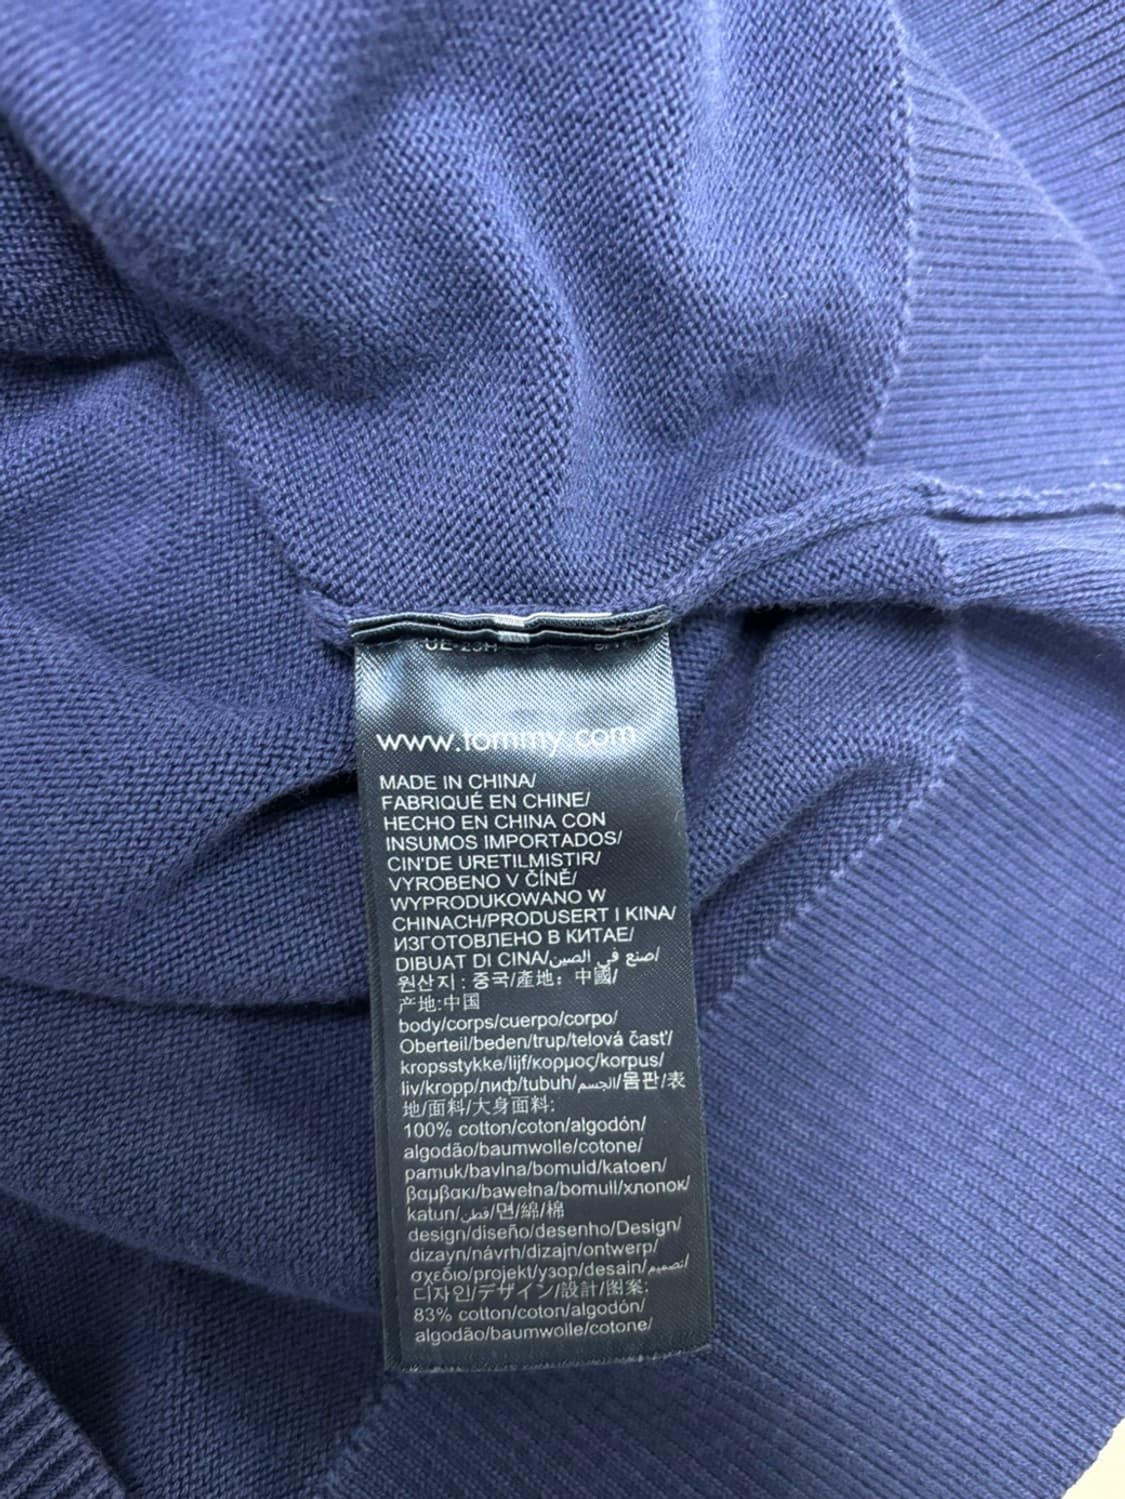 www.tommy.com
MADE IN CHINA/
FABRIQUÉ EN CHINE/
HECHO EN CHINA CON
INSUMOS IMPORTADOS/
CIN'DE URETILMISTIR/
VYROBENO V ČÍNĚ/
WYPRODUKOWANO W
CHINACH/PRODUSERT I KINA/
ИЗГОТОВЛЕНО В КИТАЕ/
DIBUAT DI CINA/صنع في الصين/
원산지 : 중국/產地：中國/
产地:中国
body/corps/cuerpo/corpo/
Oberteil/beden/trup/telová časť/
kropsstykke/lijf/κορμος/korpus/
liv/kropp/лиф/tubuh/الجسم/몸판/表
地/面料/大身面料:
100% cotton/coton/algodón/
algodão/baumwolle/cotone/
pamuk/bavlna/bomuld/katoen/
βαμβακι/bawełna/bomull/хлопок/
katun/قطن/면/綿/棉
design/diseño/desenho/Design/
dizayn/návrh/dizajn/ontwerp/
σχεδιο/projekt/узор/desain/تصميم/
디자인/デザイン/設計/图案:
83% cotton/coton/algodón/
algodão/baumwolle/cotone/